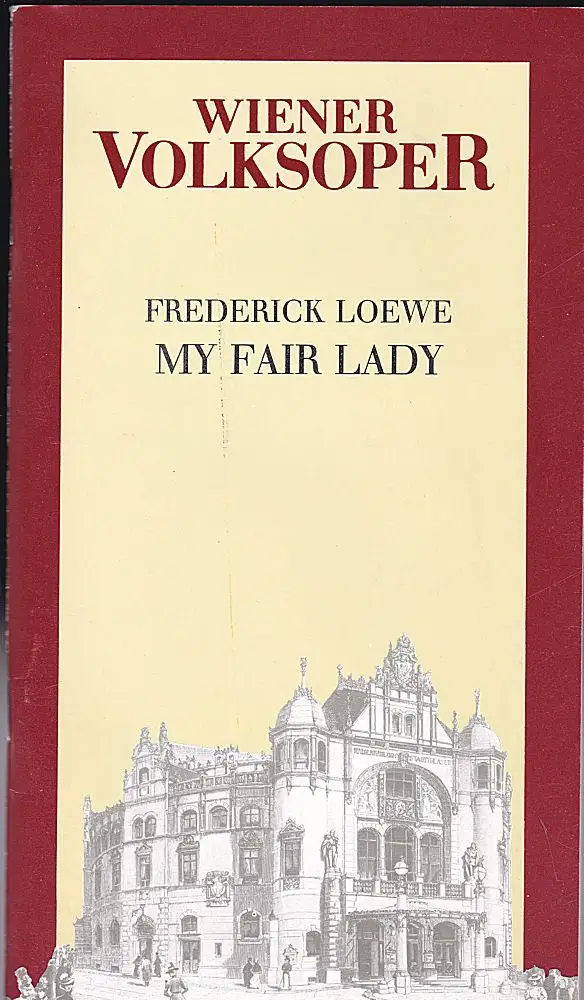 WIENER
VOLKSOPER
FREDERICK LOEWE
MY FAIR LADY